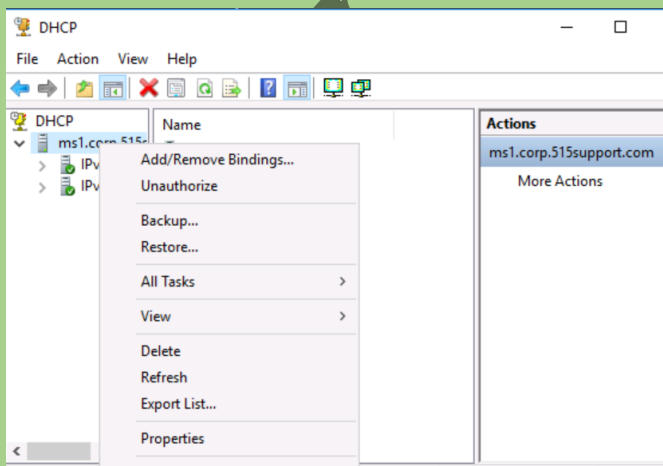 DHCP
File Action View Help
DHCP
ms1.corp.515s
IPv
IPv
Name
Add/Remove Bindings...
Unauthorize
Backup...
Restore...
All Tasks
View
Delete
Refresh
Export List...
Properties
Actions
ms1.corp.515support.com
More Actions